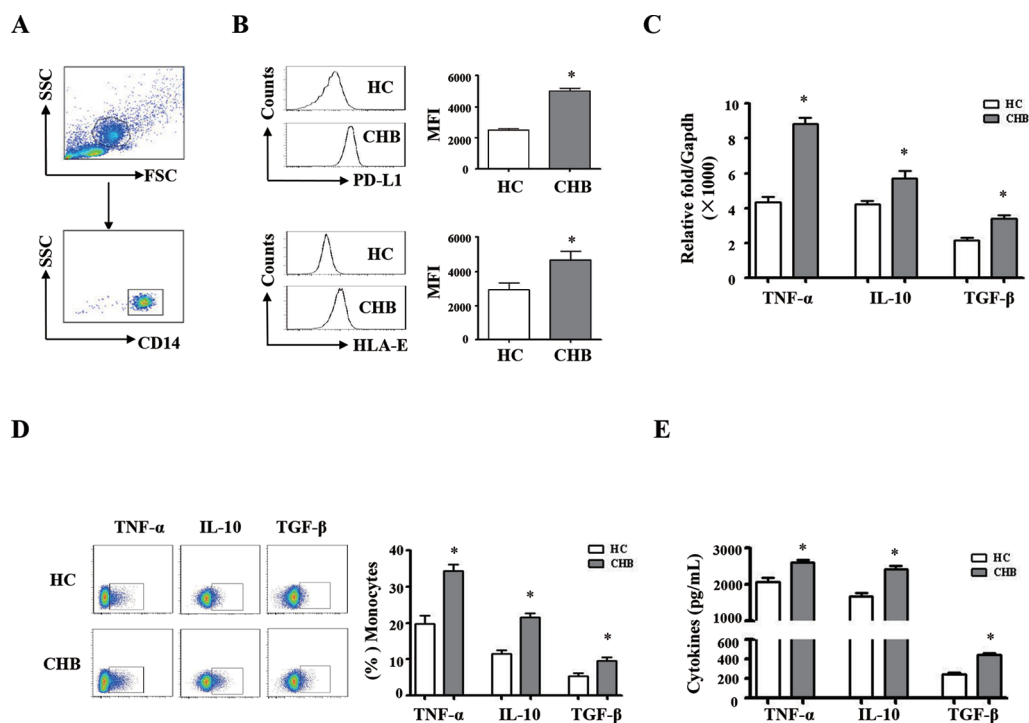 A
SSC
FSC
SSC
CD14
B
Counts
HC
CHB
PD-L1
MFI
6000
4000
2000
0
*
HC
CHB
Counts
HC
CHB
HLA-E
MFI
6000
4000
2000
0
*
HC
CHB
C
Relative fold/Gapdh
(×1000)
10
8
6
4
2
0
*
*
*
HC
CHB
TNF-α
IL-10
TGF-β
D
TNF-α
IL-10
TGF-β
HC
CHB
(%) Monocytes
40
30
20
10
0
*
*
*
HC
CHB
TNF-α
IL-10
TGF-β
E
Cytokines (pg/mL)
3000
2000
1000
600
400
200
0
*
*
*
HC
CHB
TNF-α
IL-10
TGF-β